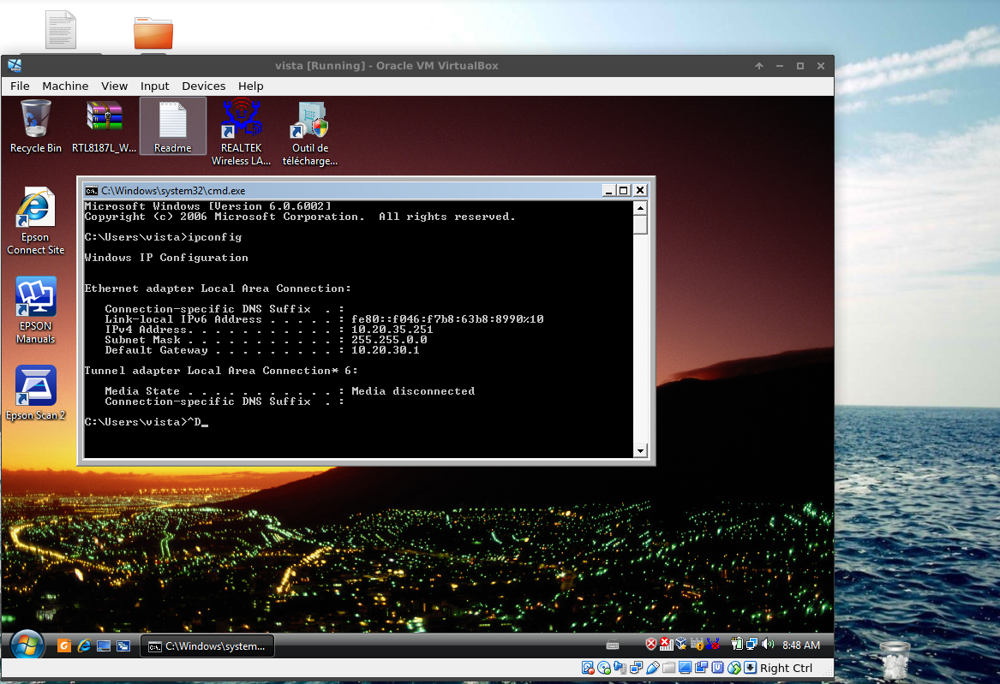 vista [Running] - Oracle VM VirtualBox
File Machine View Input Devices Help
Recycle Bin
RTL8187L_W...
Readme
REALTEK
Wireless LA...
Outil de
télécharge...
Epson
Connect Site
EPSON
Manuals
Epson Scan 2
C:\Windows\system32\cmd.exe
Microsoft Windows [Version 6.0.6002]
Copyright (c) 2006 Microsoft Corporation.  All rights reserved.
C:\Users\vista>ipconfig
Windows IP Configuration
Ethernet adapter Local Area Connection:
Connection-specific DNS Suffix  . :
Link-local IPv6 Address . . . . . : fe80::f046:f7b8:63b8:8990%10
IPv4 Address. . . . . . . . . . . : 10.20.35.251
Subnet Mask . . . . . . . . . . . : 255.255.0.0
Default Gateway . . . . . . . . . : 10.20.30.1
Tunnel adapter Local Area Connection* 6:
Media State . . . . . . . . . . . : Media disconnected
Connection-specific DNS Suffix  . :
C:\Users\vista>^D_
C:\Windows\system...
8:48 AM
Right Ctrl